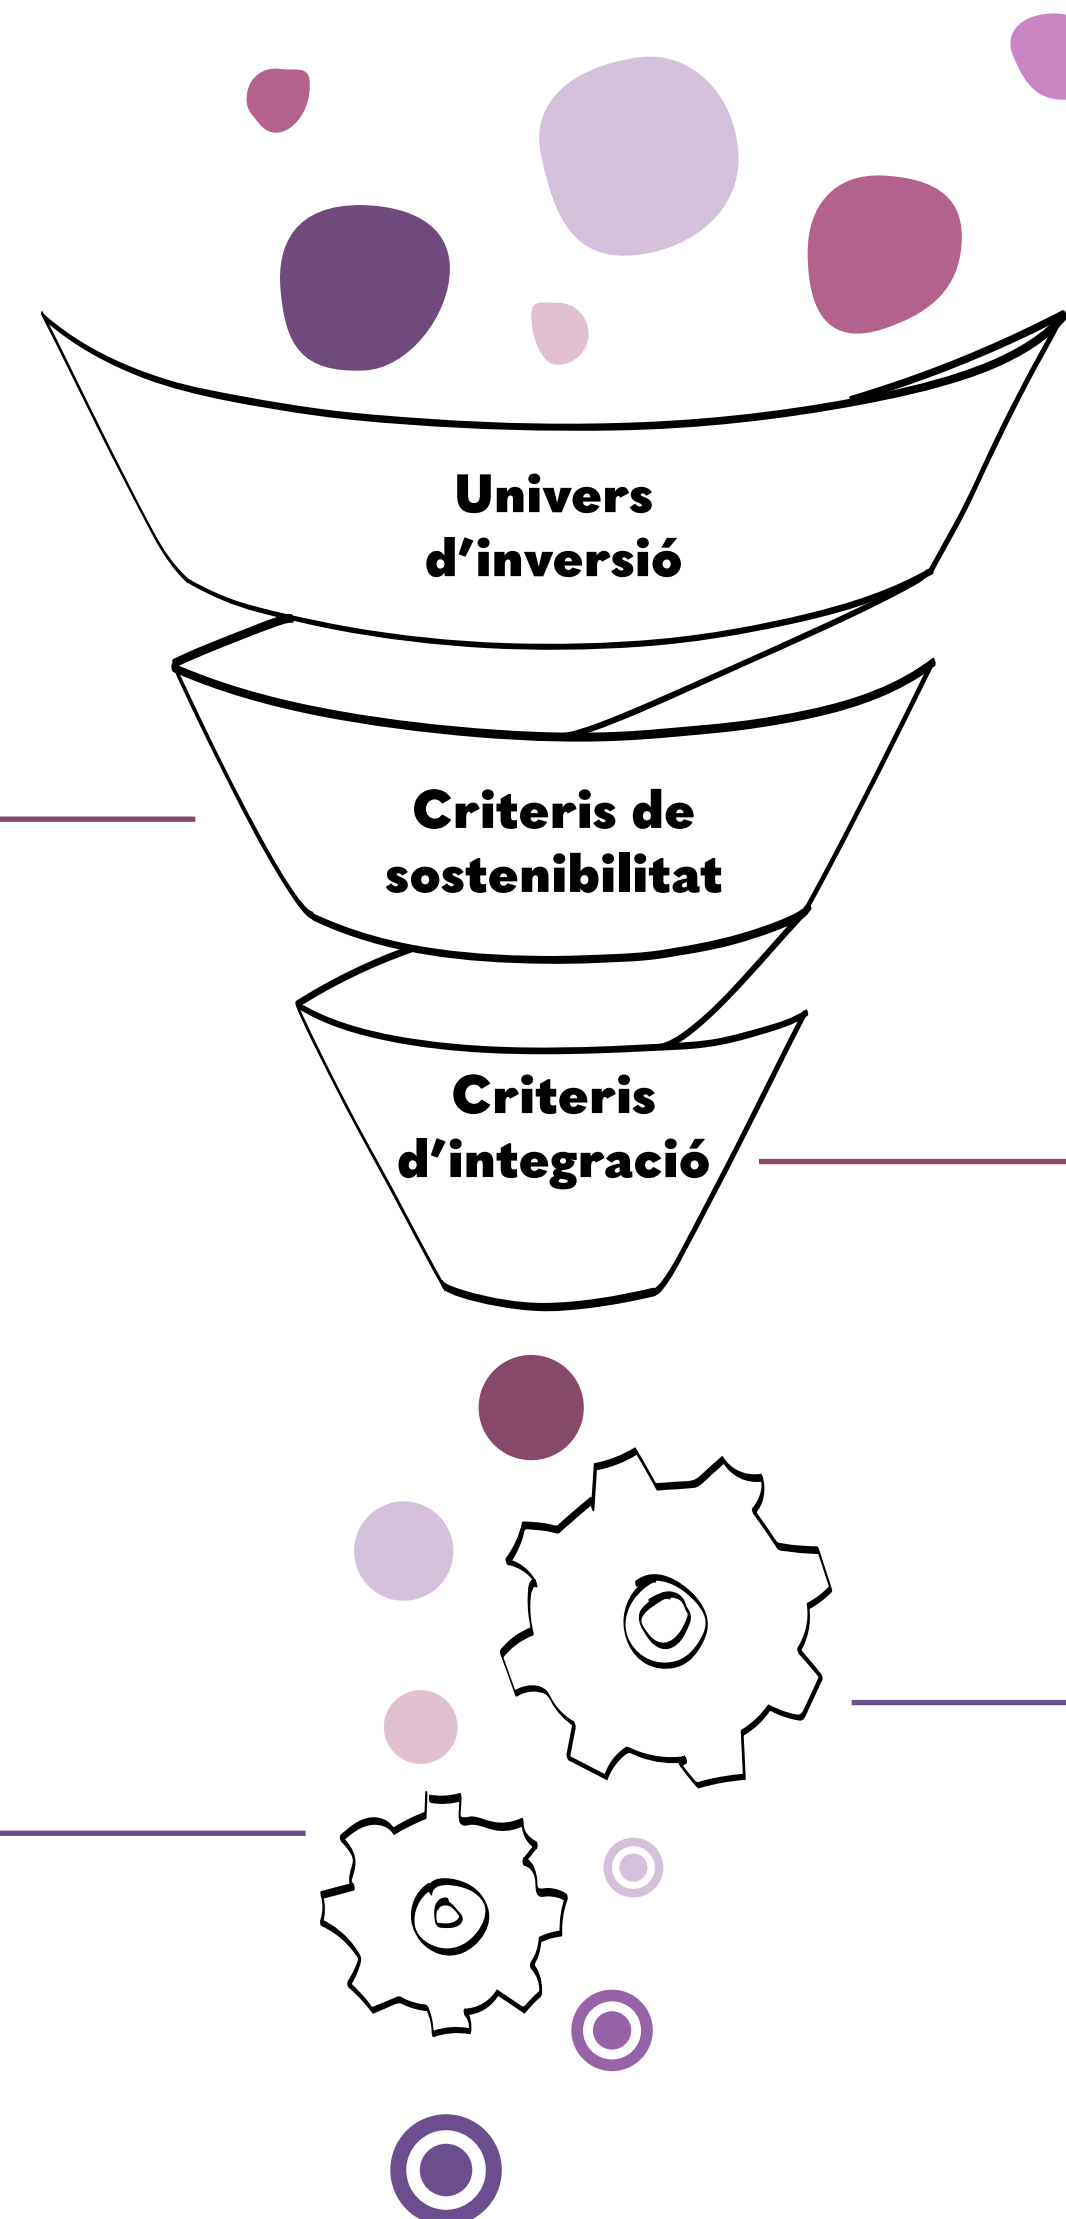 Univers
d’inversió
Criteris de
sostenibilitat
Criteris
d’integració